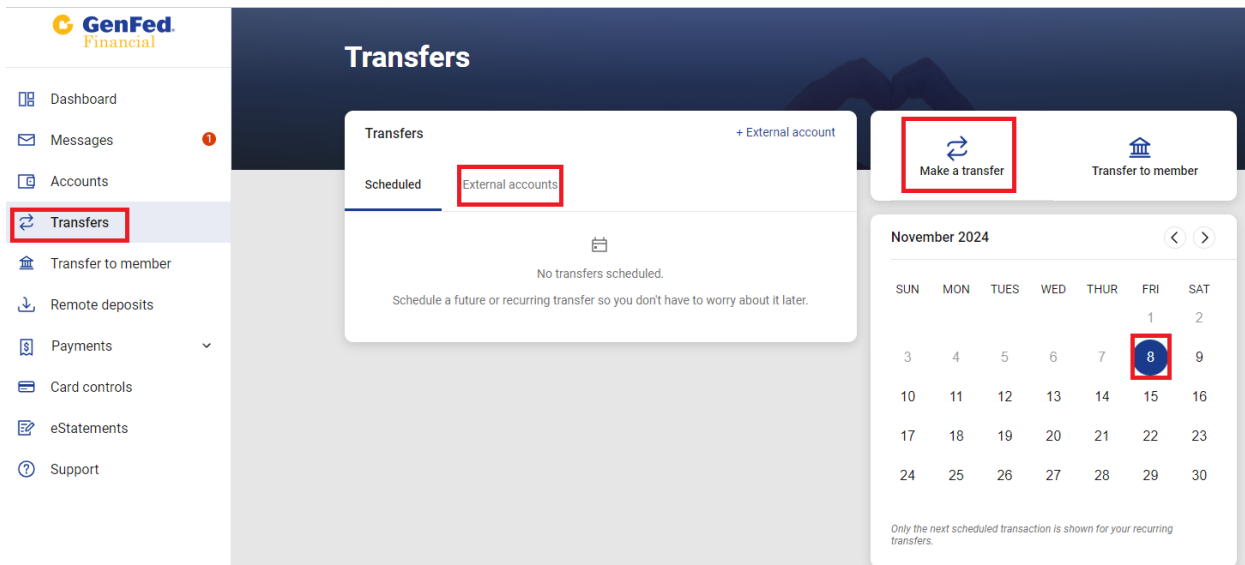 GenFed.
Financial
Dashboard
Messages 1
Accounts
Transfers
Transfer to member
Remote deposits
Payments
Card controls
eStatements
Support
Transfers
Transfers + External account
Scheduled External accounts
No transfers scheduled.
Schedule a future or recurring transfer so you don't have to worry about it later.
Make a transfer Transfer to member
November 2024
SUN MON TUES WED THUR FRI SAT
1 2
3 4 5 6 7 8 9
10 11 12 13 14 15 16
17 18 19 20 21 22 23
24 25 26 27 28 29 30
Only the next scheduled transaction is shown for your recurring
transfers.